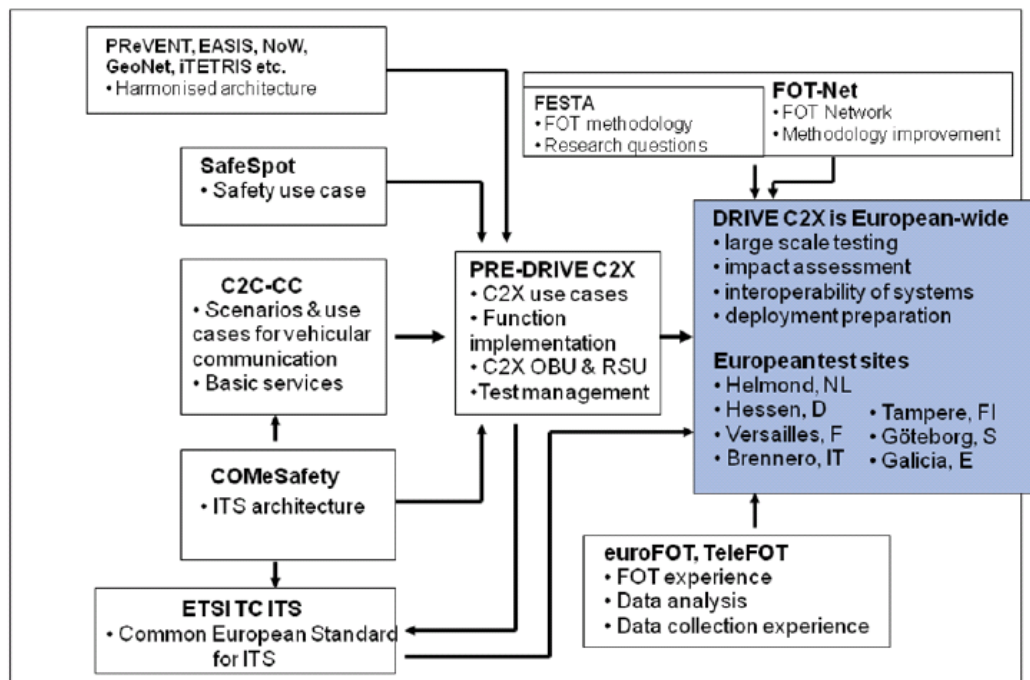 PReVENT, EASIS, NoW,
GeoNet, iTETRIS etc.
• Harmonised architecture
SafeSpot
• Safety use case
C2C-CC
• Scenarios & use
cases for vehicular
communication
• Basic services
COMeSafety
• ITS architecture
ETSI TC ITS
• Common European Standard
for ITS
PRE-DRIVE C2X
• C2X use cases
• Function
implementation
• C2X OBU & RSU
•Test management
FESTA
• FOT methodology
• Research questions
FOT-Net
• FOT Network
• Methodology improvement
DRIVE C2X is European-wide
• large scale testing
• impact assessment
• interoperability of systems
• deployment preparation
European test sites
• Helmond, NL
• Hessen, D
• Versailles, F
• Brennero, IT
• Tampere, FI
• Göteborg, S
• Galicia, E
euroFOT, TeleFOT
• FOT experience
• Data analysis
• Data collection experience